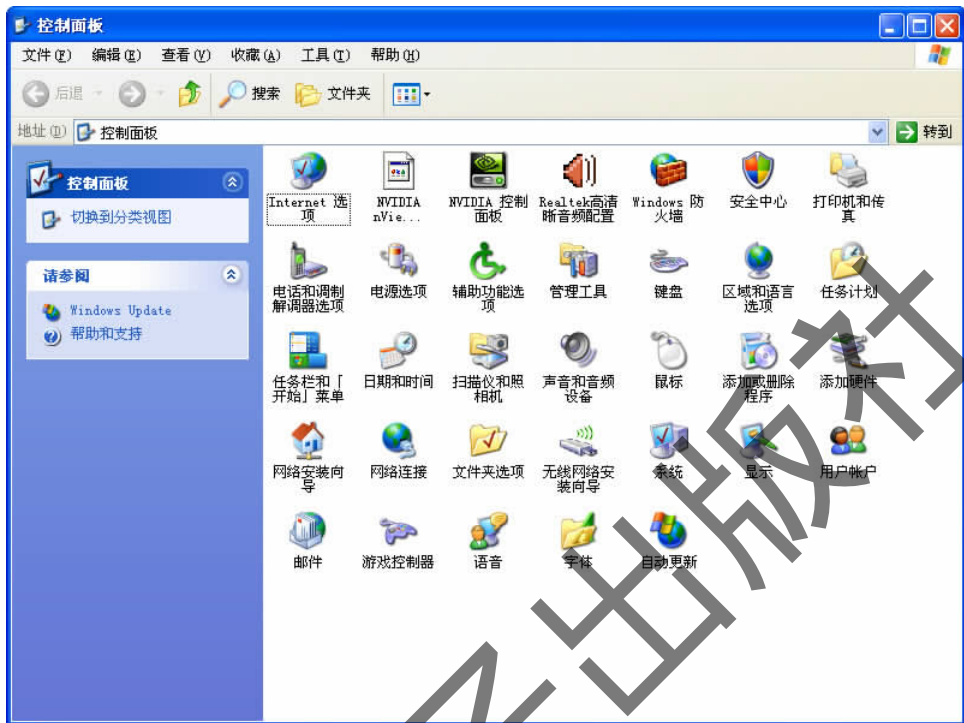 控制面板
文件(F) 编辑(E) 查看(V) 收藏(A) 工具(T) 帮助(H)
后退 搜索 文件夹
地址(D) 控制面板 转到
控制面板
切换到分类视图
请参阅
Windows Update
帮助和支持
Internet 选
项
NVIDIA
nVie...
NVIDIA 控制
面板
Realtek高清
晰音频配置
Windows 防
火墙
安全中心
打印机和传
真
电话和调制
解调器选项
电源选项
辅助功能选
项
管理工具
键盘
区域和语言
选项
任务计划
任务栏和「
开始」菜单
日期和时间
扫描仪和照
相机
声音和音频
设备
鼠标
添加或删除
程序
添加硬件
网络安装向
导
网络连接
文件夹选项
无线网络安
装向导
系统
显示
用户帐户
邮件
游戏控制器
语音
字体
自动更新
出版社